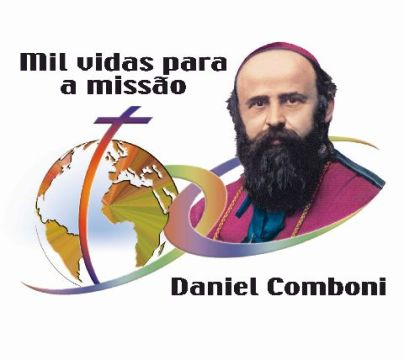 Mil vidas para
a missão
Daniel Comboni